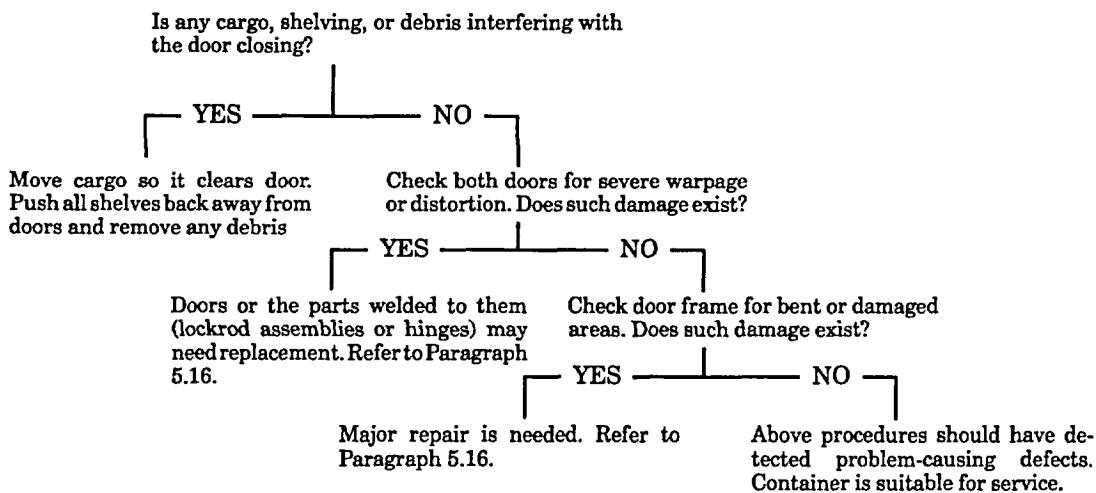 Is any cargo, shelving, or debris interfering with
the door closing?
YES
NO
Move cargo so it clears door.
Push all shelves back away from
doors and remove any debris
Check both doors for severe warpage
or distortion. Does such damage exist?
YES
NO
Doors or the parts welded to them
(lockrod assemblies or hinges) may
need replacement. Refer to Paragraph
5.16.
Check door frame for bent or damaged
areas. Does such damage exist?
YES
NO
Major repair is needed. Refer to
Paragraph 5.16.
Above procedures should have de-
tected problem-causing defects.
Container is suitable for service.